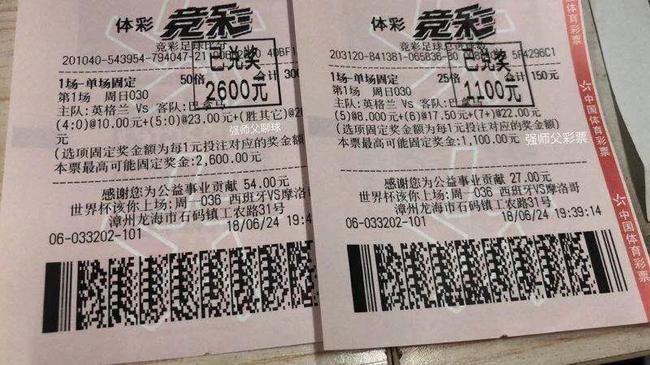 体彩 竞彩
竞彩足球比分
201040-543954-794047-21
已兑奖
2600元
1场-单场固定 50倍 合计 300
第1场 周日030
主队:英格兰 Vs 客队:巴拿马
(4:0)@10.00元+(5:0)@23.00元+(胜其它)@20
强师父聊球
(选项固定奖金额为每1元投注对应的奖金额)
本票最高可能固定奖金:2,600.00元
感谢您为公益事业贡献 54.00元
世界杯该你上场:周一036 西班牙VS摩洛哥
漳州龙海市石码镇工农路31号
06-033202-101 18/06/24 19:39:14
体彩 竞彩
203120-841381-065836-B0 5F4296C1
已兑奖
1100元
1场-单场固定 25倍 合计 150元
第1场 周日030
主队:英格兰 Vs 客队:巴拿马
(5)@8.000元+(6)@17.50元+(7+)@22.00元
强师父彩票
(选项固定奖金额为每1元投注对应的奖金额)
本票最高可能固定奖金:1,100.00元
感谢您为公益事业贡献 27.00元
世界杯该你上场:周一036 西班牙VS摩洛哥
漳州龙海市石码镇工农路31号
06-033202-101 18/06/24 19:39:14
中国体育彩票
中国体育彩票